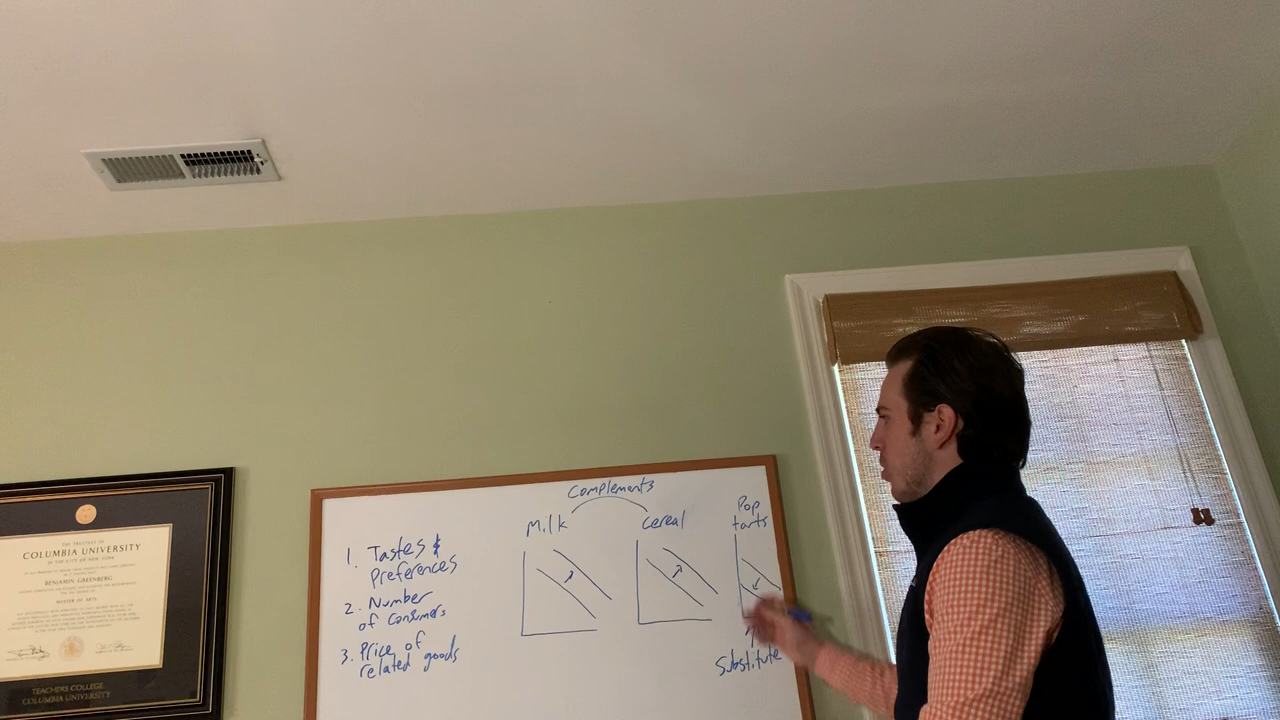 THE TRUSTEES OF
COLUMBIA UNIVERSITY
IN THE CITY OF NEW YORK
BENJAMIN GREENBERG
MASTER OF ARTS
TEACHERS COLLEGE
COLUMBIA UNIVERSITY
Complements
Milk
Cereal
Pop
tarts
1. Tastes &
Preferences
2. Number
of consumers
3. Price of
related goods
Substitute